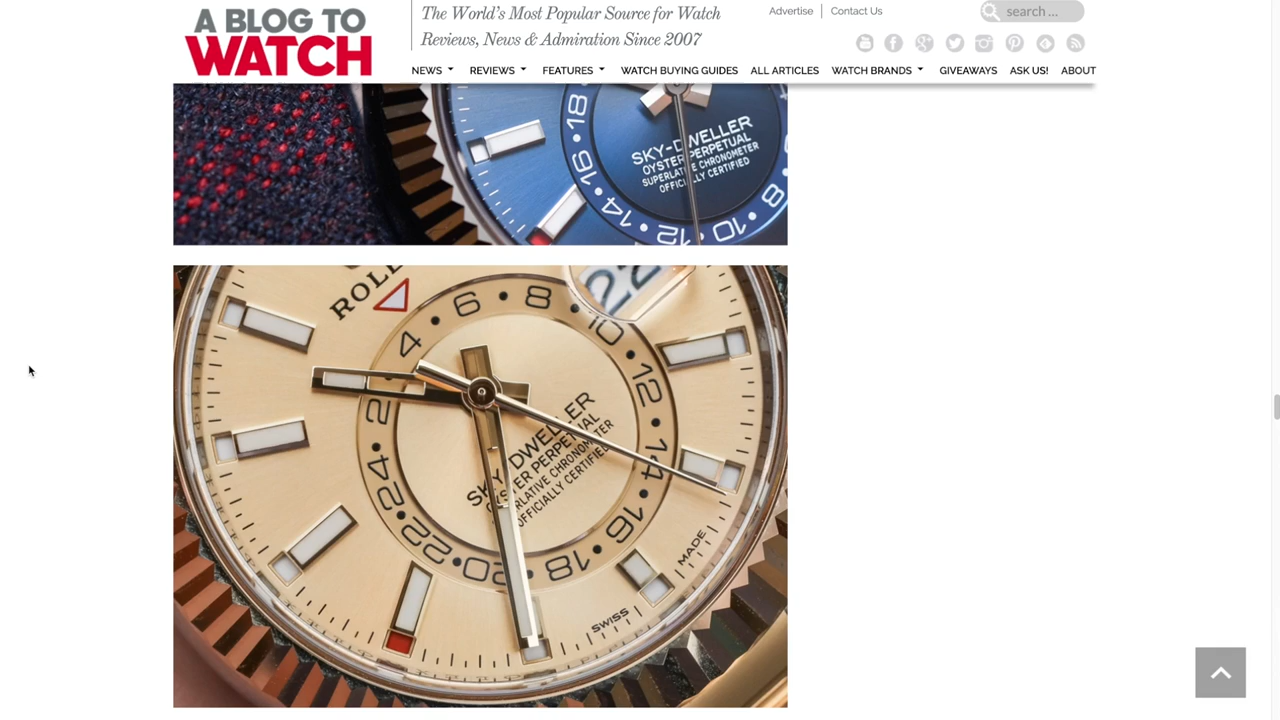 A BLOG TO
WATCH
The World's Most Popular Source for Watch
Reviews, News & Admiration Since 2007
Advertise
Contact Us
search ...
NEWS
REVIEWS
FEATURES
WATCH BUYING GUIDES
ALL ARTICLES
WATCH BRANDS
GIVEAWAYS
ASK US!
ABOUT
18
16
14
12
10
8
SKY-DWELLER
OYSTER PERPETUAL
SUPERLATIVE CHRONOMETER
OFFICIALLY CERTIFIED
ROLE
22
2
4
6
8
10
12
14
16
18
20
22
24
SKY-DWELLER
OYSTER PERPETUAL
SUPERLATIVE CHRONOMETER
OFFICIALLY CERTIFIED
SWISS
MADE